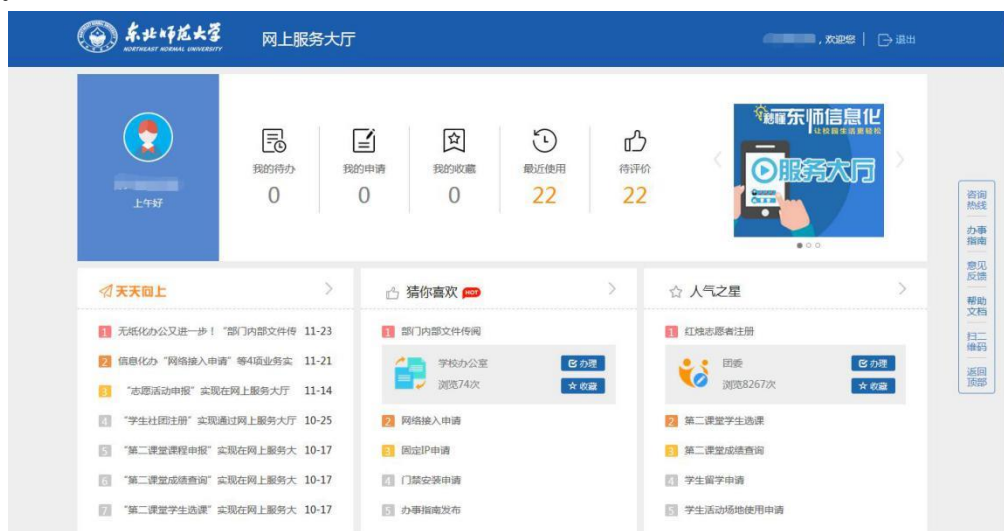 东北师范大学
NORTHEAST NORMAL UNIVERSITY
网上服务大厅
，欢迎您
退出
上午好
我的待办
0
我的申请
0
我的收藏
0
最近使用
22
待评价
22
秒懂东师信息化
让校园生活更轻松
服务大厅
咨询
热线
办事
指南
意见
反馈
帮助
文档
扫二
维码
返回
顶部
天天向上
1 无纸化办公又进一步！“部门内部文件传 11-23
2 信息化办“网络接入申请”等4项业务实 11-21
3 “志愿活动申报”实现在网上服务大厅 11-14
4 “学生社团注册”实现通过网上服务大厅 10-25
5 “第二课堂课程申报”实现在网上服务大 10-17
6 “第二课堂成绩查询”实现在网上服务大 10-17
7 “第二课堂学生选课”实现在网上服务大 10-17
猜你喜欢 HOT
1 部门内部文件传阅
学校办公室
办理
浏览74次
收藏
2 网络接入申请
3 固定IP申请
4 门禁安装申请
5 办事指南发布
人气之星
1 红烛志愿者注册
团委
办理
浏览8267次
收藏
2 第二课堂学生选课
3 第二课堂成绩查询
4 学生留学申请
5 学生活动场地使用申请